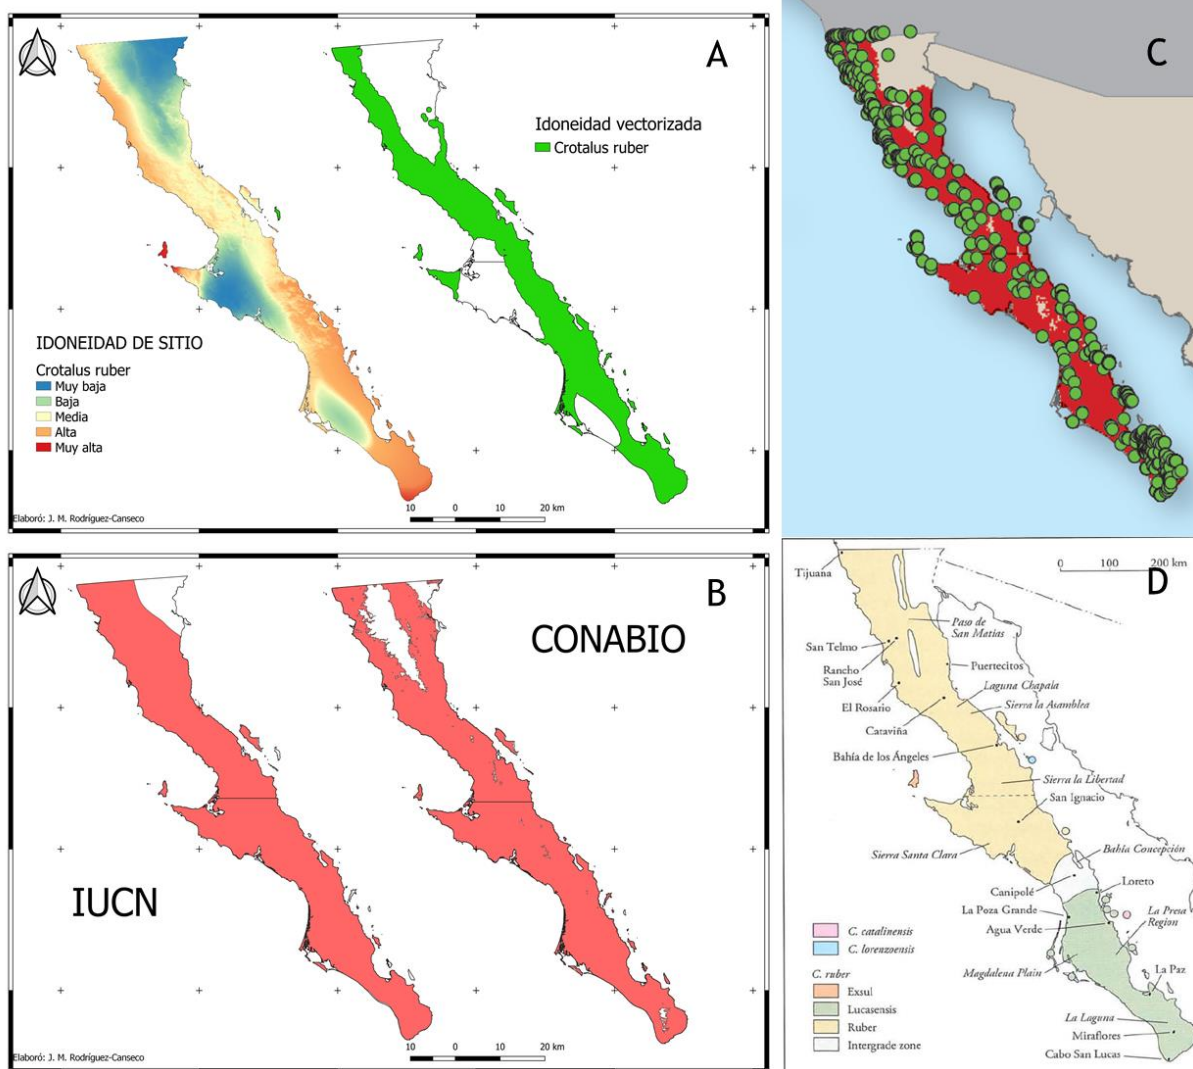 A
Idoneidad vectorizada
Crotalus ruber
IDONEIDAD DE SITIO
Crotalus ruber
Muy baja
Baja
Media
Alta
Muy alta
10 0 10 20 km
Elaboró: J. M. Rodríguez-Canseco
C
B
CONABIO
IUCN
10 0 10 20 km
Elaboró: J. M. Rodríguez-Canseco
D
0 100 200 km
Tijuana
Paso de
San Matías
San Telmo
Rancho
San José
Puertecitos
Laguna Chapala
El Rosario
Sierra la Asamblea
Cataviña
Bahía de los Ángeles
Sierra la Libertad
San Ignacio
Sierra Santa Clara
Bahía
Concepción
Canipolé
Loreto
La Poza Grande
La Presa
Region
Agua Verde
Magdalena Plain
La Paz
La Laguna
Miraflores
Cabo San Lucas
C. catalinensis
C. lorenzoensis
C. ruber
Exsul
Lucasensis
Ruber
Intergrade zone